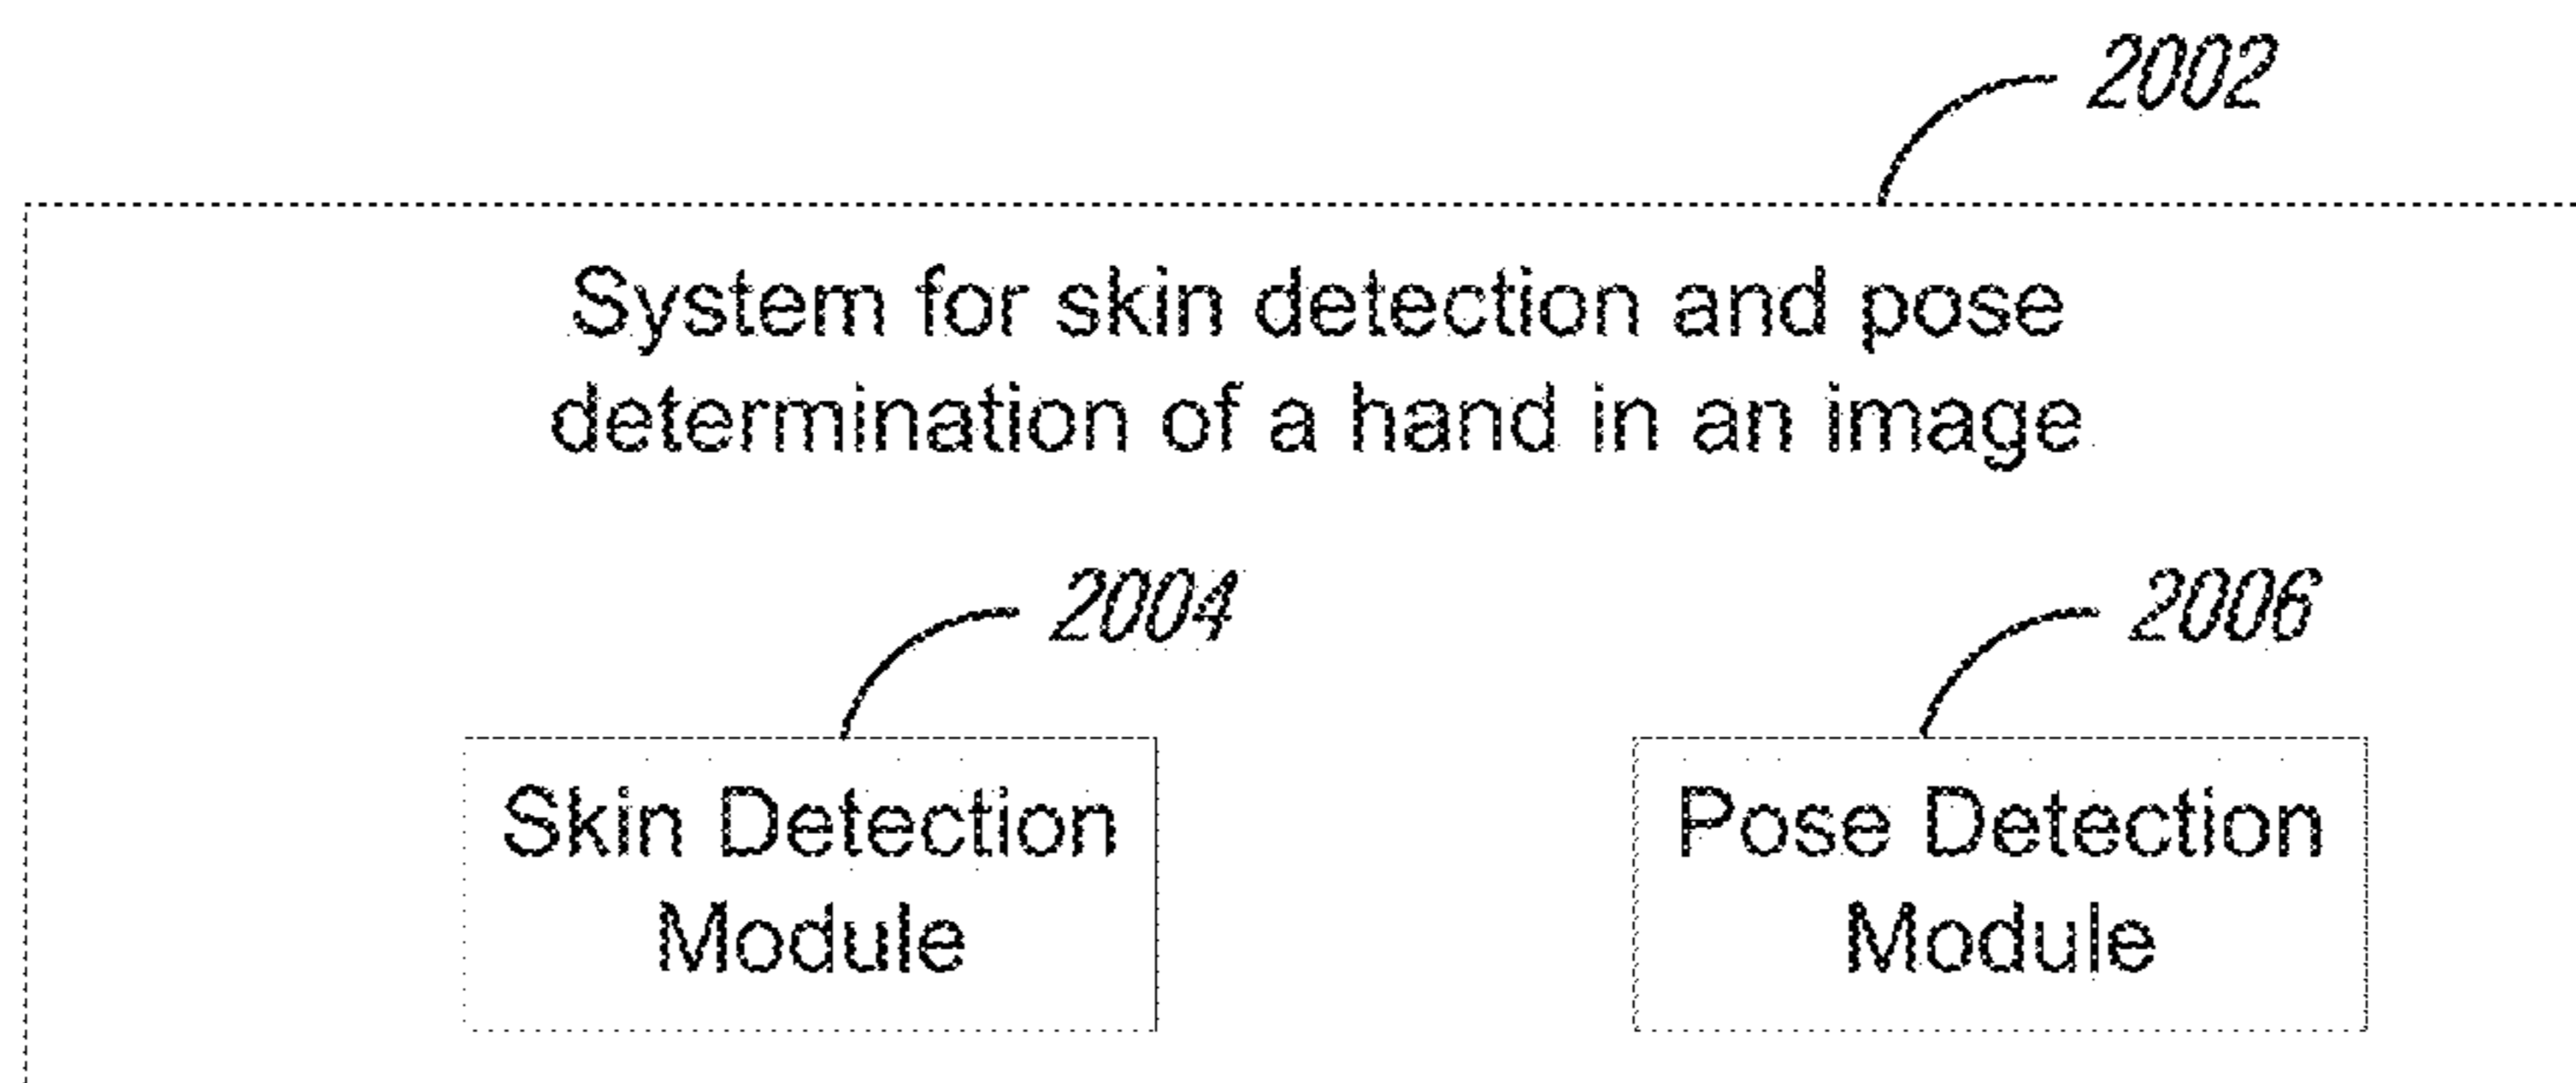 2002
System for skin detection and pose
determination of a hand in an image
2004
2006
Skin Detection
Module
Pose Detection
Module